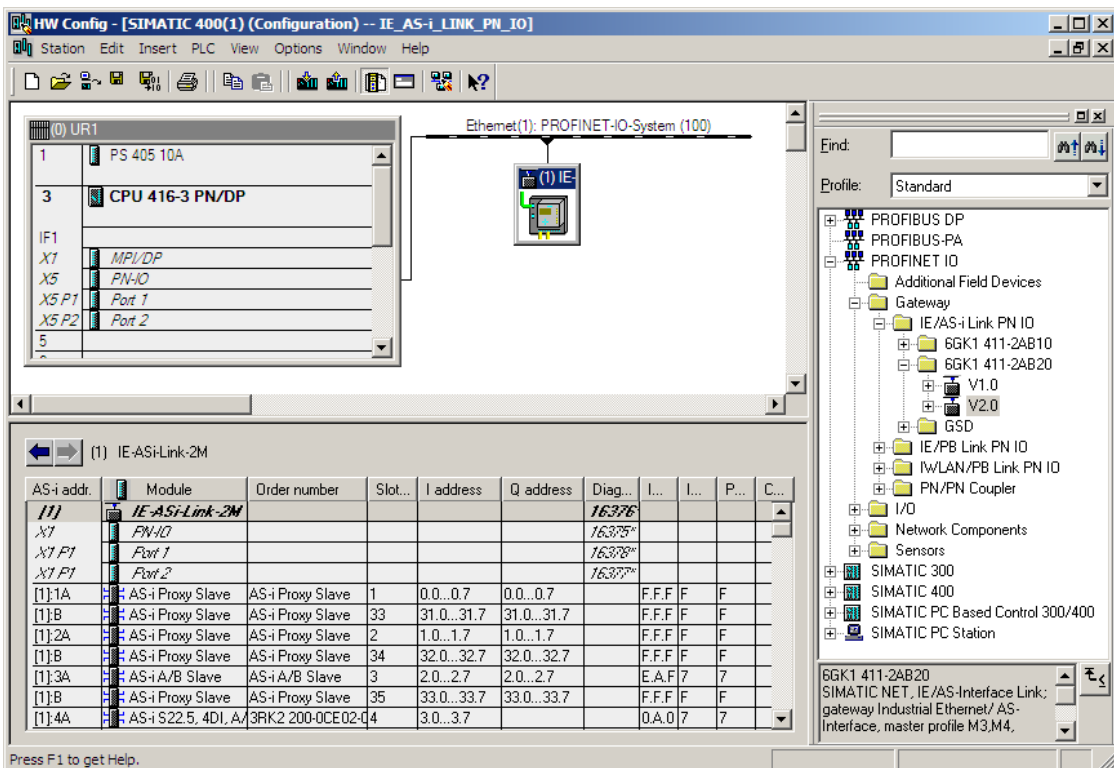 HW Config - [SIMATIC 400(1) (Configuration) -- IE_AS-i_LINK_PN_IO]
Station Edit Insert PLC View Options Window Help
(0) UR1
1 PS 405 10A
3 CPU 416-3 PN/DP
IF1
X1 MPI/DP
X5 PN-IO
X5 P1 Port 1
X5 P2 Port 2
5
Ethernet(1): PROFINET-IO-System (100)
(1) IE-
(1) IE-ASi-Link-2M
AS-i addr. Module Order number Slot... I address Q address Diag... I... I... P... C...
[1] IE-ASi-Link-2M 16376
X1 PN-IO 16375*
X1 P1 Port 1 16378*
X1 P1 Port 2 16377*
[1]:1A AS-i Proxy Slave AS-i Proxy Slave 1 0.0...0.7 0.0...0.7 F.F.F F F
[1]:B AS-i Proxy Slave AS-i Proxy Slave 33 31.0...31.7 31.0...31.7 F.F.F F F
[1]:2A AS-i Proxy Slave AS-i Proxy Slave 2 1.0...1.7 1.0...1.7 F.F.F F F
[1]:B AS-i Proxy Slave AS-i Proxy Slave 34 32.0...32.7 32.0...32.7 F.F.F F F
[1]:3A AS-i A/B Slave AS-i A/B Slave 3 2.0...2.7 2.0...2.7 E.A.F 7 7
[1]:B AS-i Proxy Slave AS-i Proxy Slave 35 33.0...33.7 33.0...33.7 F.F.F F F
[1]:4A AS-i S22.5, 4DI, A/ 3RK2 200-0CE02-0 4 3.0...3.7 0.A.0 7 7
Find:
Profile: Standard
PROFIBUS DP
PROFIBUS-PA
PROFINET IO
Additional Field Devices
Gateway
IE/AS-i Link PN IO
6GK1 411-2AB10
6GK1 411-2AB20
V1.0
V2.0
GSD
IE/PB Link PN IO
IWLAN/PB Link PN IO
PN/PN Coupler
I/O
Network Components
Sensors
SIMATIC 300
SIMATIC 400
SIMATIC PC Based Control 300/400
SIMATIC PC Station
6GK1 411-2AB20
SIMATIC NET, IE/AS-Interface Link;
gateway Industrial Ethernet/ AS-
Interface, master profile M3,M4,
Press F1 to get Help.